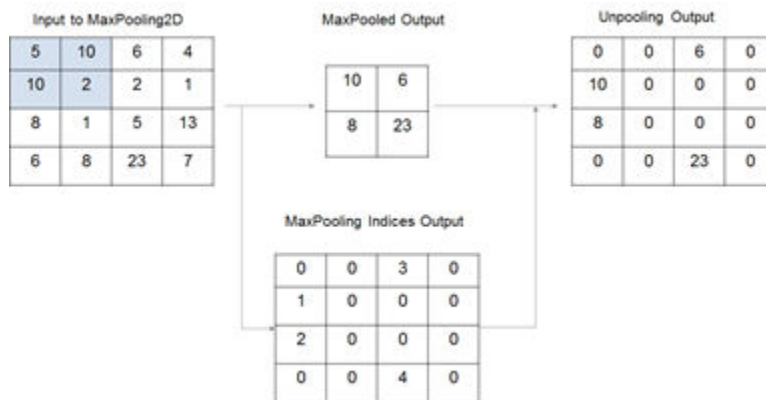 Input to MaxPooling2D
5 10 6 4
10 2 2 1
8 1 5 13
6 8 23 7
MaxPooled Output
10 6
8 23
Unpooling Output
0 0 6 0
10 0 0 0
8 0 0 0
0 0 23 0
MaxPooling Indices Output
0 0 3 0
1 0 0 0
2 0 0 0
0 0 4 0